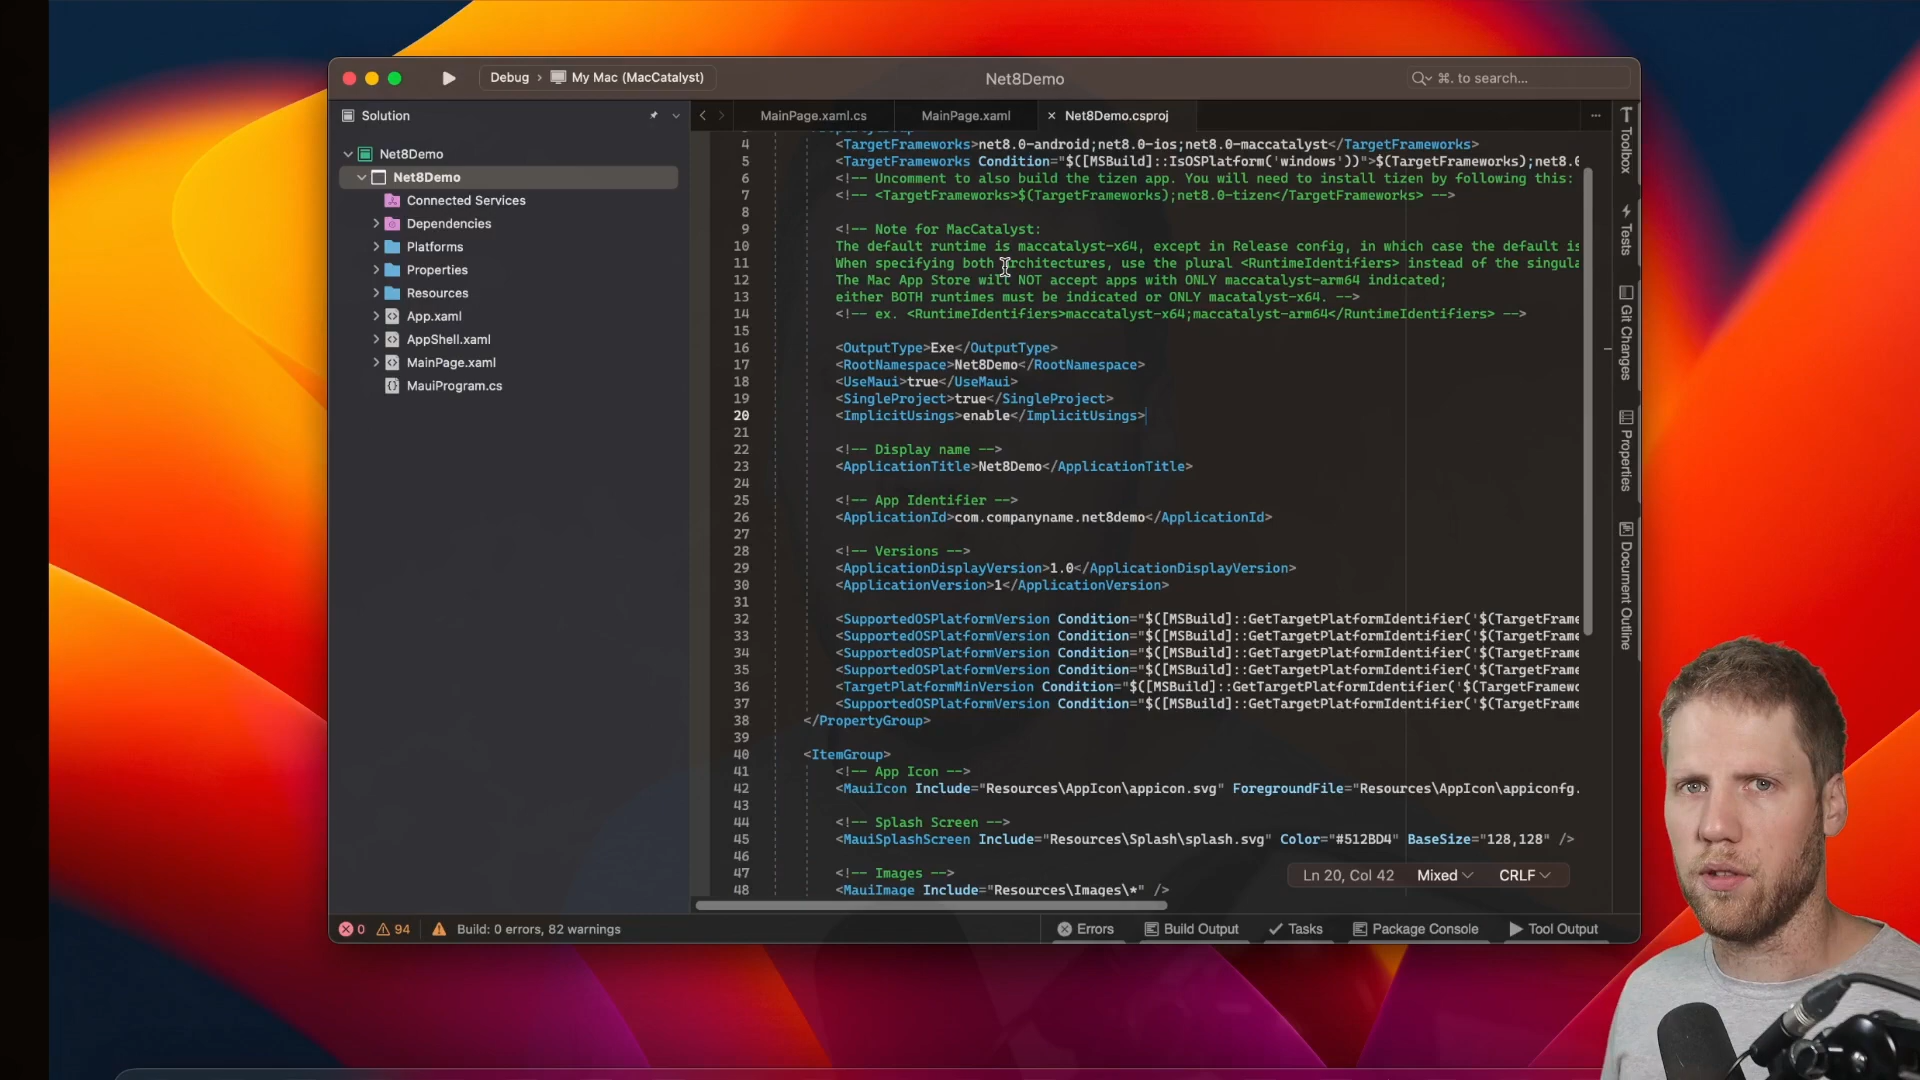 Debug › My Mac (MacCatalyst)
Net8Demo
⌘. to search...
Solution
Net8Demo
Net8Demo
Connected Services
Dependencies
Platforms
Properties
Resources
App.xaml
AppShell.xaml
MainPage.xaml
MauiProgram.cs
MainPage.xaml.cs
MainPage.xaml
× Net8Demo.csproj
4 <TargetFrameworks>net8.0-android;net8.0-ios;net8.0-maccatalyst</TargetFrameworks>
5 <TargetFrameworks Condition="$([MSBuild]::IsOSPlatform('windows'))">$(TargetFrameworks);net8.0
6 <!-- Uncomment to also build the tizen app. You will need to install tizen by following this:
7 <!-- <TargetFrameworks>$(TargetFrameworks);net8.0-tizen</TargetFrameworks> -->
8
9 <!-- Note for MacCatalyst:
10 The default runtime is maccatalyst-x64, except in Release config, in which case the default is
11 When specifying both architectures, use the plural <RuntimeIdentifiers> instead of the singula
12 The Mac App Store will NOT accept apps with ONLY maccatalyst-arm64 indicated;
13 either BOTH runtimes must be indicated or ONLY macatalyst-x64. -->
14 <!-- ex. <RuntimeIdentifiers>maccatalyst-x64;maccatalyst-arm64</RuntimeIdentifiers> -->
15
16 <OutputType>Exe</OutputType>
17 <RootNamespace>Net8Demo</RootNamespace>
18 <UseMaui>true</UseMaui>
19 <SingleProject>true</SingleProject>
20 <ImplicitUsings>enable</ImplicitUsings>
21
22 <!-- Display name -->
23 <ApplicationTitle>Net8Demo</ApplicationTitle>
24
25 <!-- App Identifier -->
26 <ApplicationId>com.companyname.net8demo</ApplicationId>
27
28 <!-- Versions -->
29 <ApplicationDisplayVersion>1.0</ApplicationDisplayVersion>
30 <ApplicationVersion>1</ApplicationVersion>
31
32 <SupportedOSPlatformVersion Condition="$([MSBuild]::GetTargetPlatformIdentifier('$(TargetFrame
33 <SupportedOSPlatformVersion Condition="$([MSBuild]::GetTargetPlatformIdentifier('$(TargetFrame
34 <SupportedOSPlatformVersion Condition="$([MSBuild]::GetTargetPlatformIdentifier('$(TargetFrame
35 <SupportedOSPlatformVersion Condition="$([MSBuild]::GetTargetPlatformIdentifier('$(TargetFrame
36 <TargetPlatformMinVersion Condition="$([MSBuild]::GetTargetPlatformIdentifier('$(TargetFramewo
37 <SupportedOSPlatformVersion Condition="$([MSBuild]::GetTargetPlatformIdentifier('$(TargetFrame
38 </PropertyGroup>
39
40 <ItemGroup>
41 <!-- App Icon -->
42 <MauiIcon Include="Resources\AppIcon\appicon.svg" ForegroundFile="Resources\AppIcon\appiconfg.
43
44 <!-- Splash Screen -->
45 <MauiSplashScreen Include="Resources\Splash\splash.svg" Color="#512BD4" BaseSize="128,128" />
46
47 <!-- Images -->
48 <MauiImage Include="Resources\Images\*" />
Ln 20, Col 42 Mixed CRLF
Toolbox
Tests
Git Changes
Properties
Document Outline
0 94 Build: 0 errors, 82 warnings
Errors
Build Output
Tasks
Package Console
Tool Output